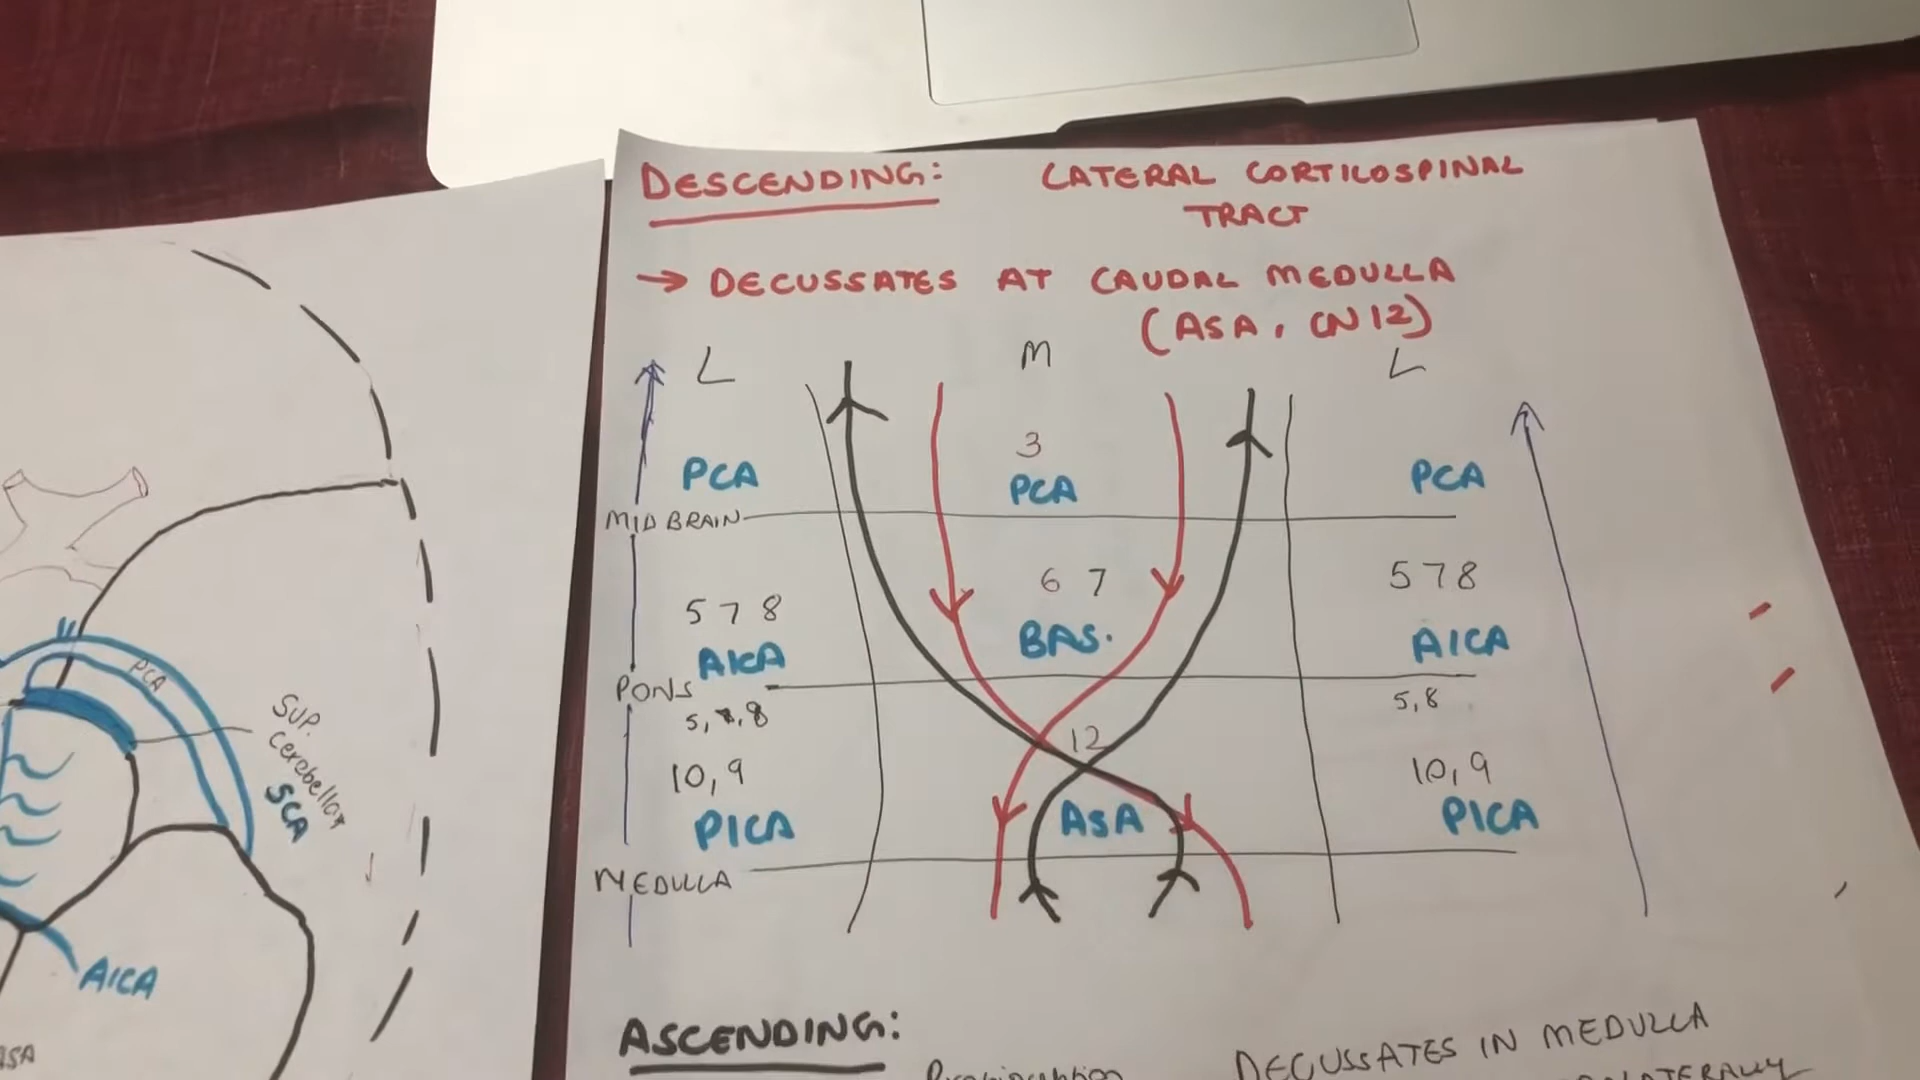 DESCENDING: LATERAL CORTICOSPINAL
TRACT
→ DECUSSATES AT CAUDAL MEDULLA
(ASA, CN 12)
L M L
3
PCA PCA PCA
MIDBRAIN
6 7
5 7 8
5 7 8
BAS.
AICA AICA
PONS
5, 8
5, 8
12
10, 9 10, 9
PICA ASA PICA
MEDULLA
ASCENDING:
DECUSSATES IN MEDULLA
PCA
SUP.
cerebellar
SCA
AICA
ASA